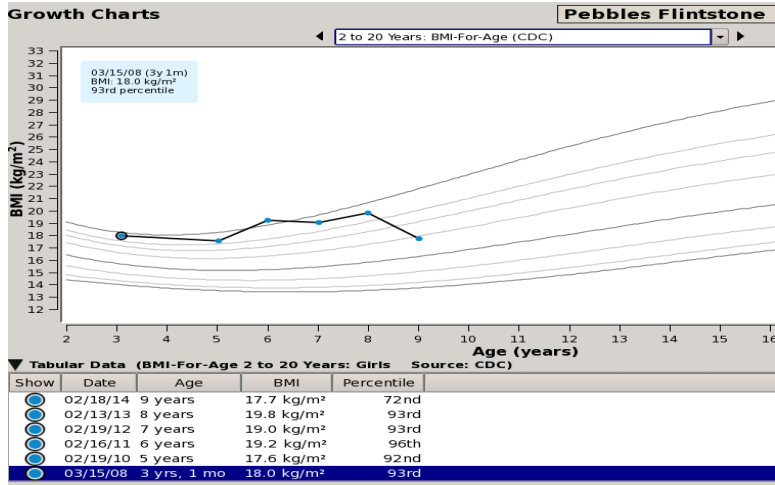 Growth Charts
Pebbles Flintstone
2 to 20 Years: BMI-For-Age (CDC)
33
32
31
30
29
28
27
26
25
24
23
22
21
20
19
18
17
16
15
14
13
12
BMI (kg/m²)
03/15/08 (3y 1m)
BMI: 18.0 kg/m²
93rd percentile
2 3 4 5 6 7 8 9 10 11 12 13 14 15 16
Age (years)
Tabular Data (BMI-For-Age 2 to 20 Years: Girls Source: CDC)
Show Date Age BMI Percentile
02/18/14 9 years 17.7 kg/m² 72nd
02/13/13 8 years 19.8 kg/m² 93rd
02/19/12 7 years 19.0 kg/m² 93rd
02/16/11 6 years 19.2 kg/m² 96th
02/19/10 5 years 17.6 kg/m² 92nd
03/15/08 3 yrs, 1 mo 18.0 kg/m² 93rd